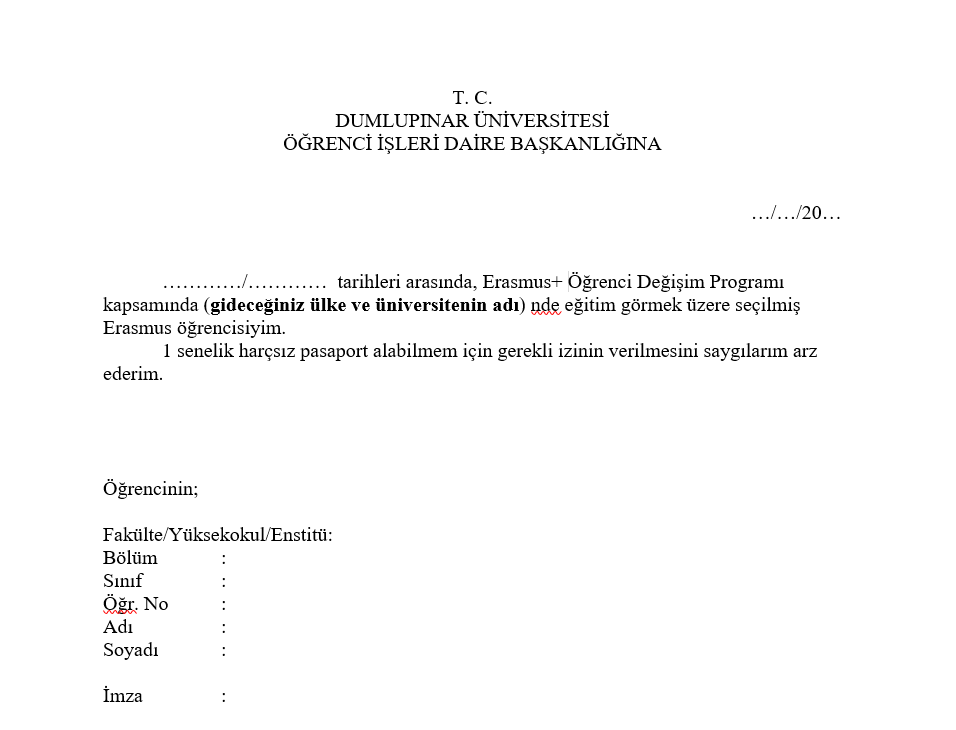 T. C.
DUMLUPINAR ÜNİVERSİTESİ
ÖĞRENCİ İŞLERİ DAİRE BAŞKANLIĞINA
…/…/20…
…………/………… tarihleri arasında, Erasmus+ Öğrenci Değişim Programı
kapsamında (gideceğiniz ülke ve üniversitenin adı) nde eğitim görmek üzere seçilmiş
Erasmus öğrencisiyim.
1 senelik harçsız pasaport alabilmem için gerekli izinin verilmesini saygılarım arz
ederim.
Öğrencinin;
Fakülte/Yüksekokul/Enstitü:
Bölüm :
Sınıf :
Öğr. No :
Adı :
Soyadı :
İmza :